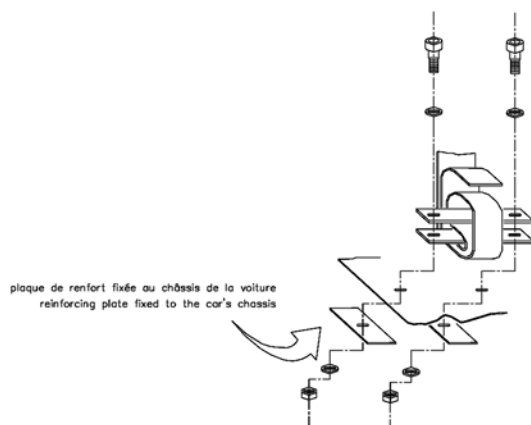 plaque de renfort fixée au châssis de la voiture
reinforcing plate fixed to the car's chassis